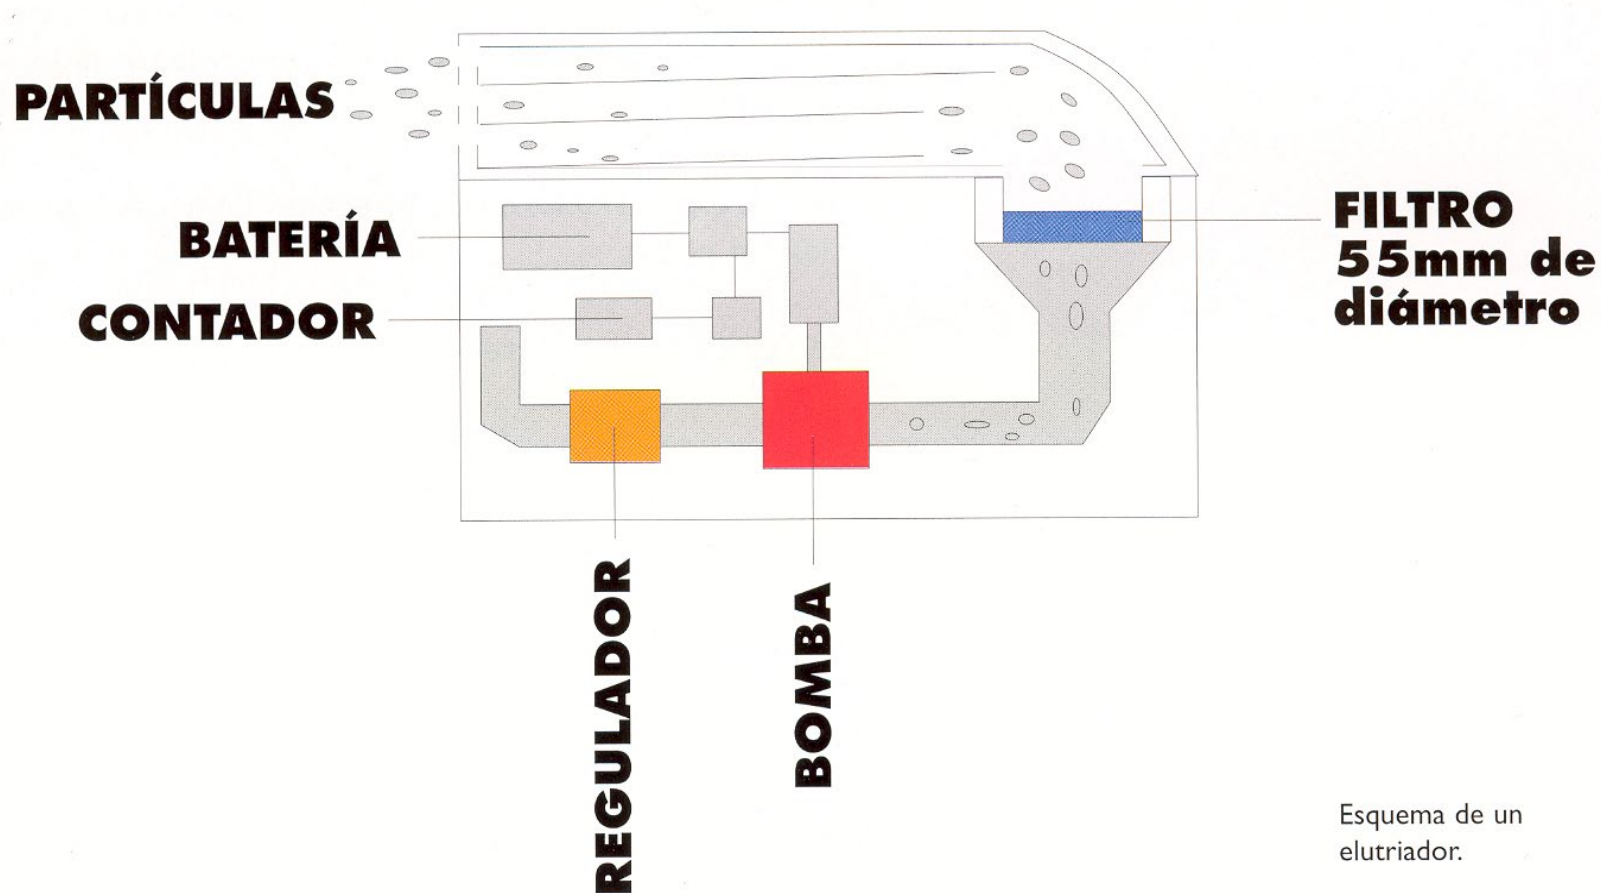 PARTÍCULAS
BATERÍA
CONTADOR
FILTRO
55mm de
diámetro
REGULADOR
BOMBA
Esquema de un
elutriador.